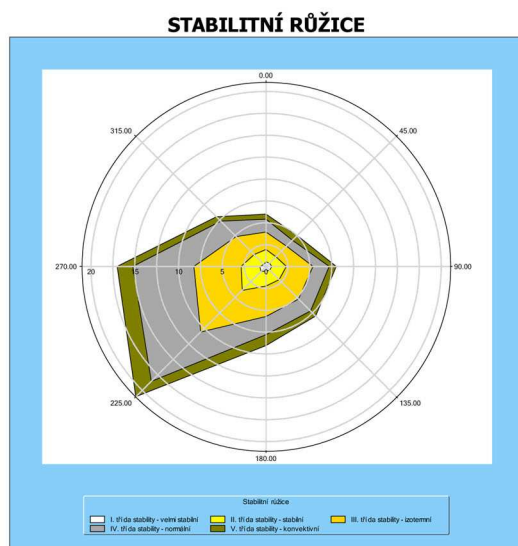 STABILITNÍ RŮŽICE
0.00
315.00
45.00
270.00
20
15
10
5
0
90.00
225.00
135.00
180.00
Stabilitní růžice
I. třída stability - velmi stabilní
II. třída stability - stabilní
III. třída stability - izotermní
IV. třída stability - normální
V. třída stability - konvektivní